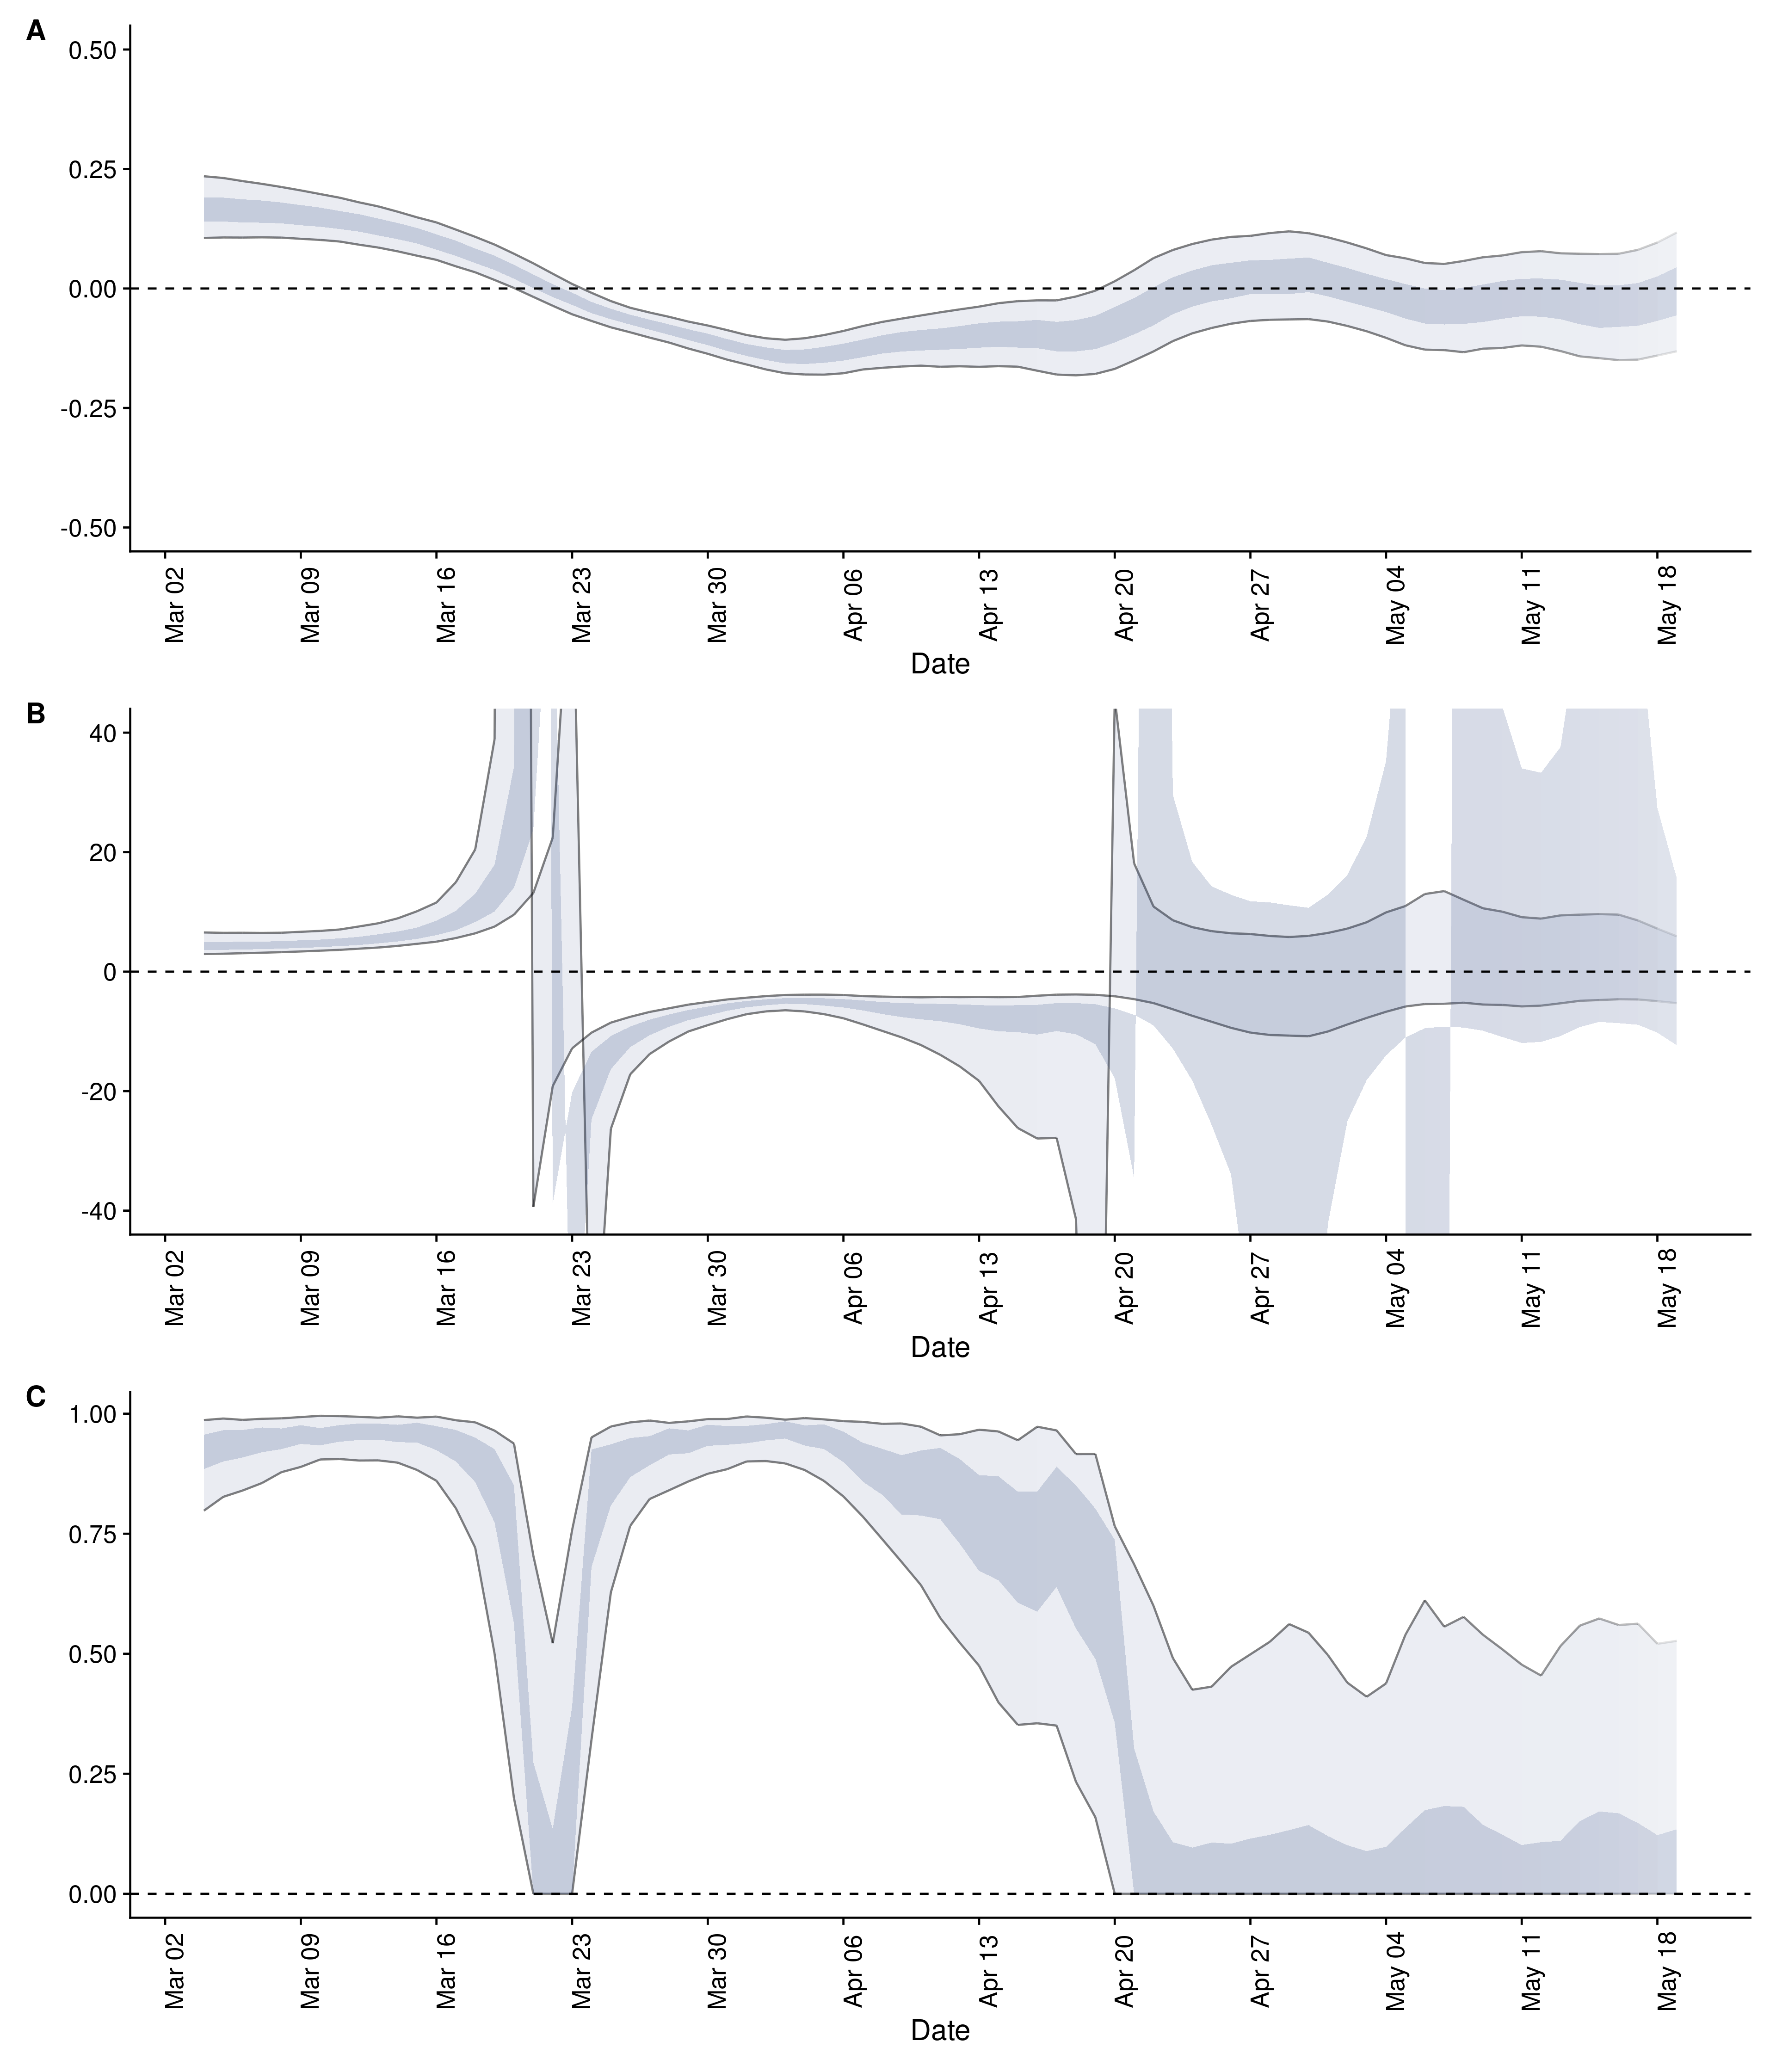 A
0.50
0.25
0.00
-0.25
-0.50
Mar 02
Mar 09
Mar 16
Mar 23
Mar 30
Apr 06
Apr 13
Apr 20
Apr 27
May 04
May 11
May 18
Date
B
40
20
0
-20
-40
Mar 02
Mar 09
Mar 16
Mar 23
Mar 30
Apr 06
Apr 13
Apr 20
Apr 27
May 04
May 11
May 18
Date
C
1.00
0.75
0.50
0.25
0.00
Mar 02
Mar 09
Mar 16
Mar 23
Mar 30
Apr 06
Apr 13
Apr 20
Apr 27
May 04
May 11
May 18
Date